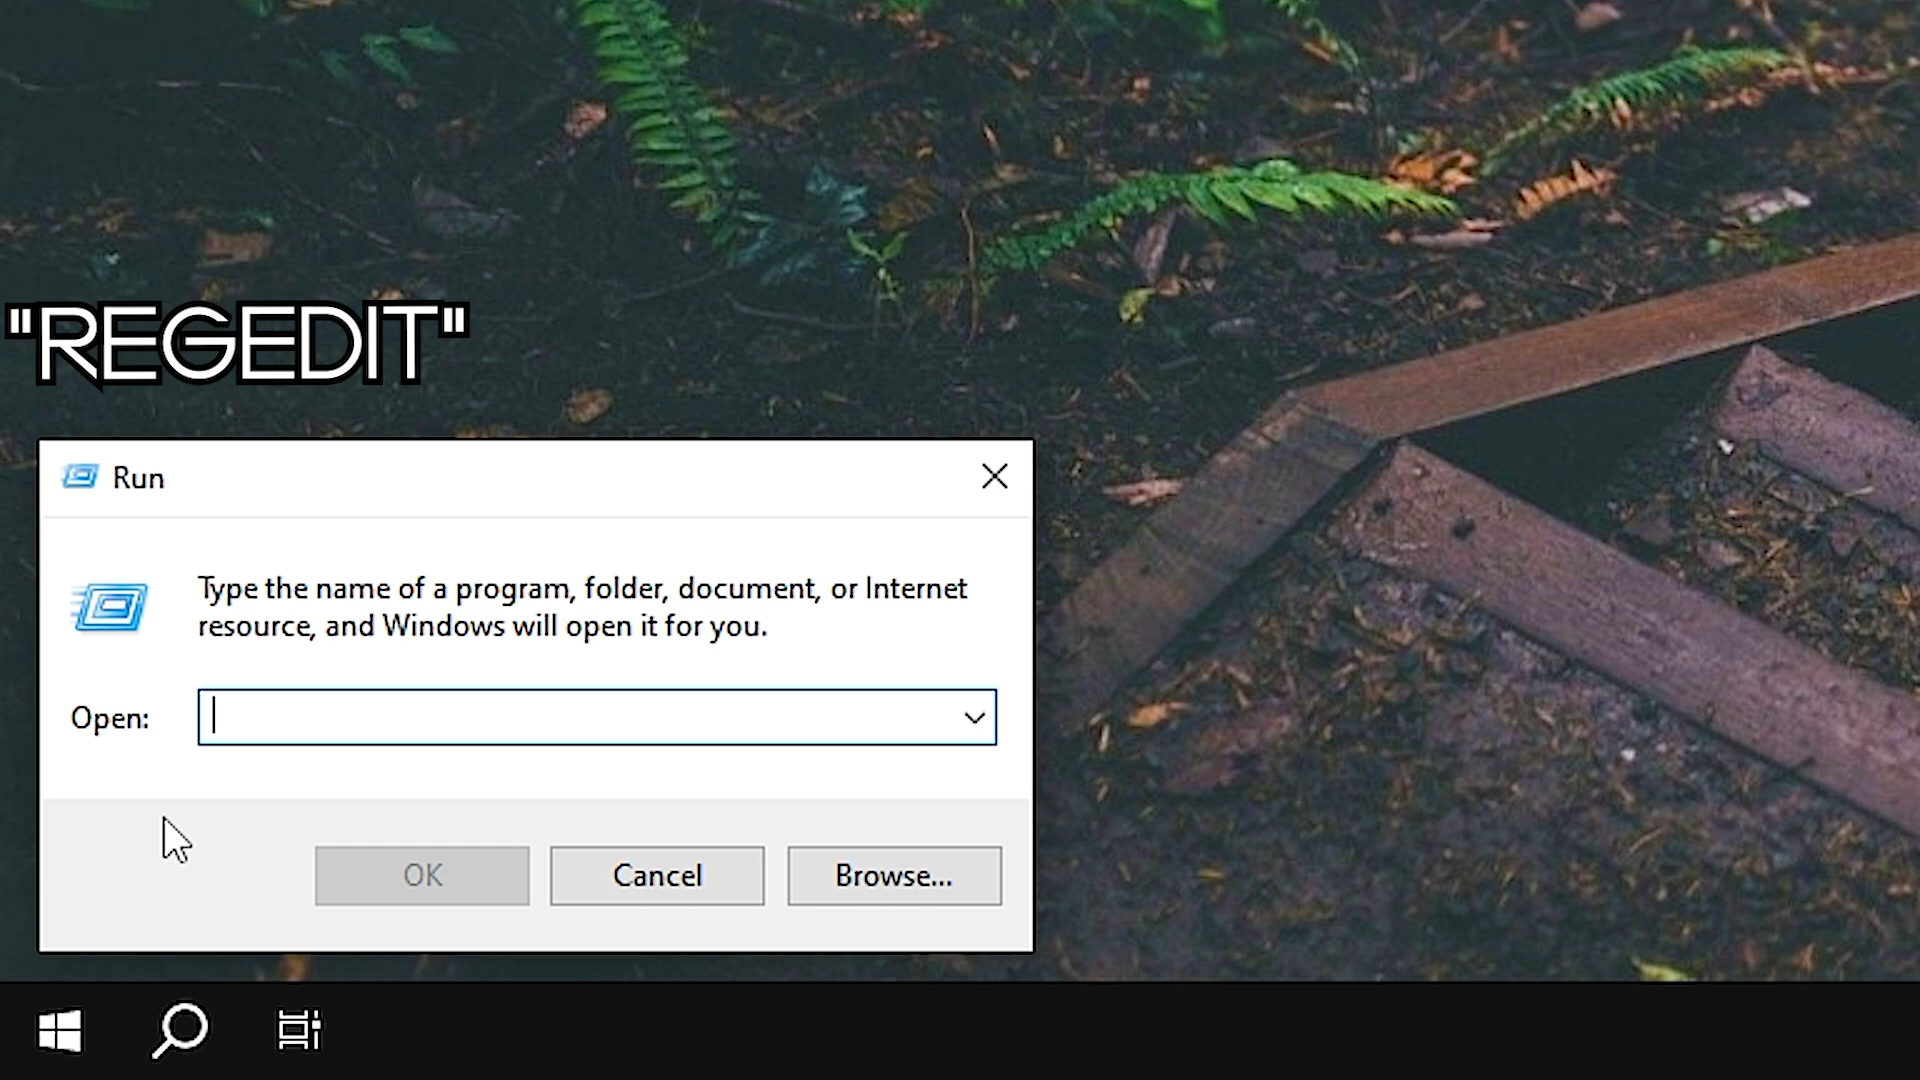 "REGEDIT"
Run
Type the name of a program, folder, document, or Internet
resource, and Windows will open it for you.
Open:
OK
Cancel
Browse...